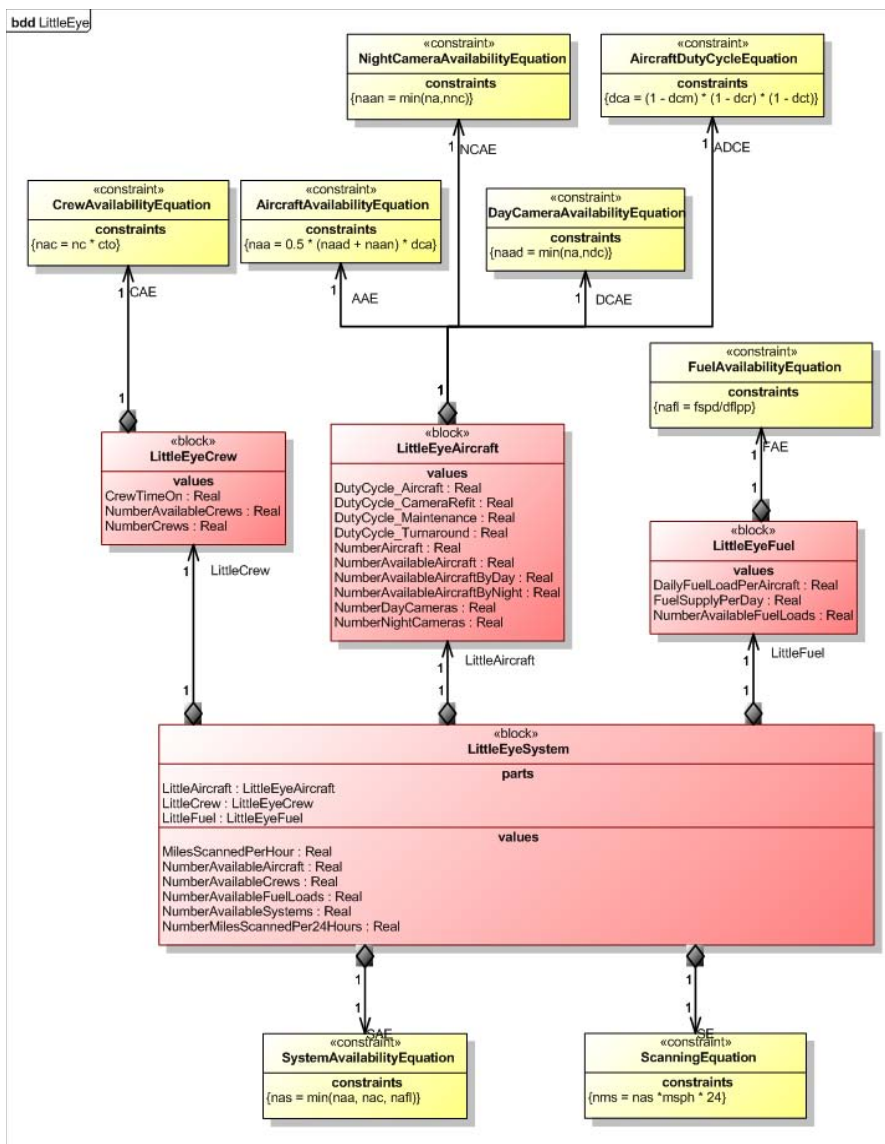 bdd LittleEye
«constraint»
NightCameraAvailabilityEquation
constraints
{naan = min(na,nnc)}
«constraint»
AircraftDutyCycleEquation
constraints
{dca = (1 - dcm) * (1 - dcr) * (1 - dct)}
1 NCAE
1 ADCE
«constraint»
CrewAvailabilityEquation
constraints
{nac = nc * cto}
«constraint»
AircraftAvailabilityEquation
constraints
{naa = 0.5 * (naad + naan) * dca}
«constraint»
DayCameraAvailabilityEquation
constraints
{naad = min(na,ndc)}
1 CAE
1 AAE
1 DCAE
«constraint»
FuelAvailabilityEquation
constraints
{nafl = fspd/dflpp}
1
1
FAE
1
1
«block»
LittleEyeCrew
values
CrewTimeOn : Real
NumberAvailableCrews : Real
NumberCrews : Real
«block»
LittleEyeAircraft
values
DutyCycle_Aircraft : Real
DutyCycle_CameraRefit : Real
DutyCycle_Maintenance : Real
DutyCycle_Turnaround : Real
NumberAircraft : Real
NumberAvailableAircraft : Real
NumberAvailableAircraftByDay : Real
NumberAvailableAircraftByNight : Real
NumberDayCameras : Real
NumberNightCameras : Real
«block»
LittleEyeFuel
values
DailyFuelLoadPerAircraft : Real
FuelSupplyPerDay : Real
NumberAvailableFuelLoads : Real
1
LittleCrew
1
LittleAircraft
1
LittleFuel
1
1
1
«block»
LittleEyeSystem
parts
LittleAircraft : LittleEyeAircraft
LittleCrew : LittleEyeCrew
LittleFuel : LittleEyeFuel
values
MilesScannedPerHour : Real
NumberAvailableAircraft : Real
NumberAvailableCrews : Real
NumberAvailableFuelLoads : Real
NumberAvailableSystems : Real
NumberMilesScannedPer24Hours : Real
1
1
1
1
SAE
SE
«constraint»
SystemAvailabilityEquation
constraints
{nas = min(naa, nac, nafl)}
«constraint»
ScanningEquation
constraints
{nms = nas *msph * 24}